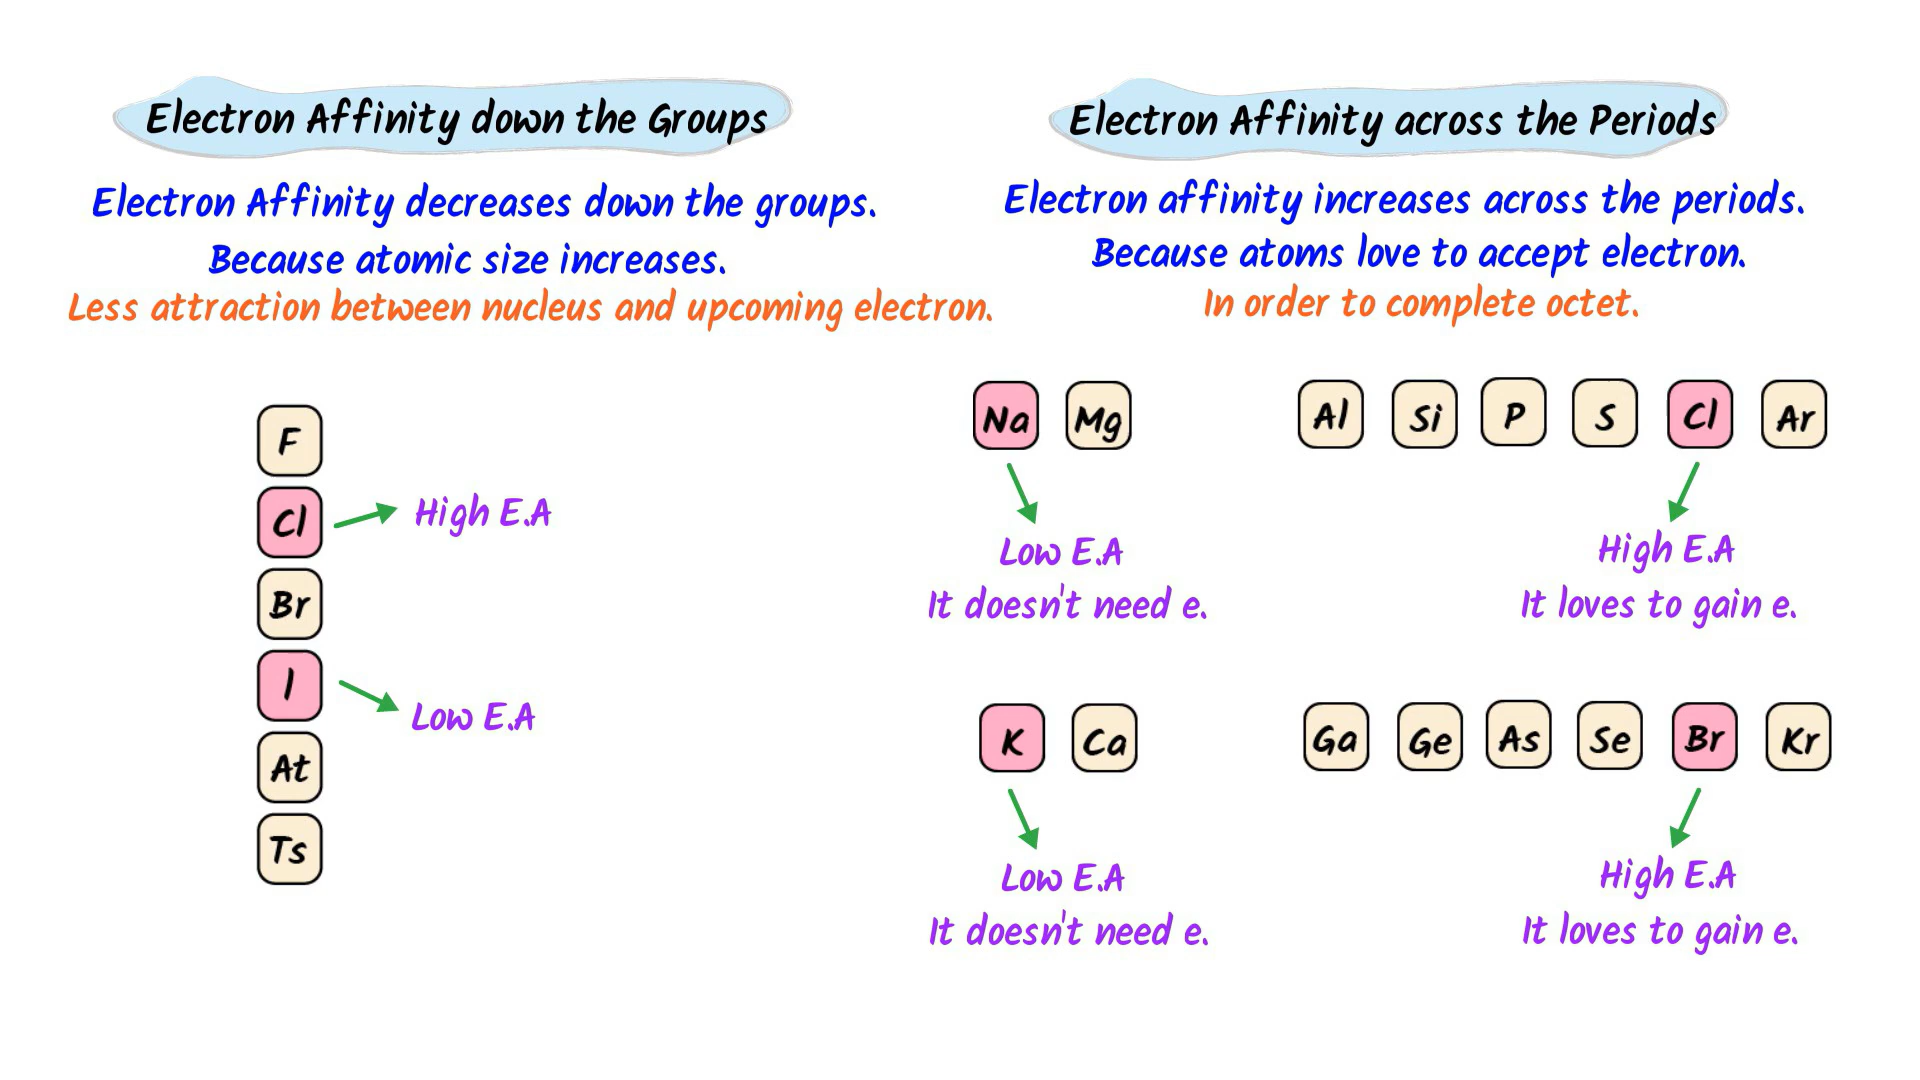 Electron Affinity down the Groups
Electron Affinity decreases down the groups.
Because atomic size increases.
Less attraction between nucleus and upcoming electron.
F
Cl
High E.A
Br
I
Low E.A
At
Ts
Electron Affinity across the Periods
Electron affinity increases across the periods.
Because atoms love to accept electron.
In order to complete octet.
Na Mg Al Si P S Cl Ar
Low E.A
It doesn't need e.
High E.A
It loves to gain e.
K Ca Ga Ge As Se Br Kr
Low E.A
It doesn't need e.
High E.A
It loves to gain e.